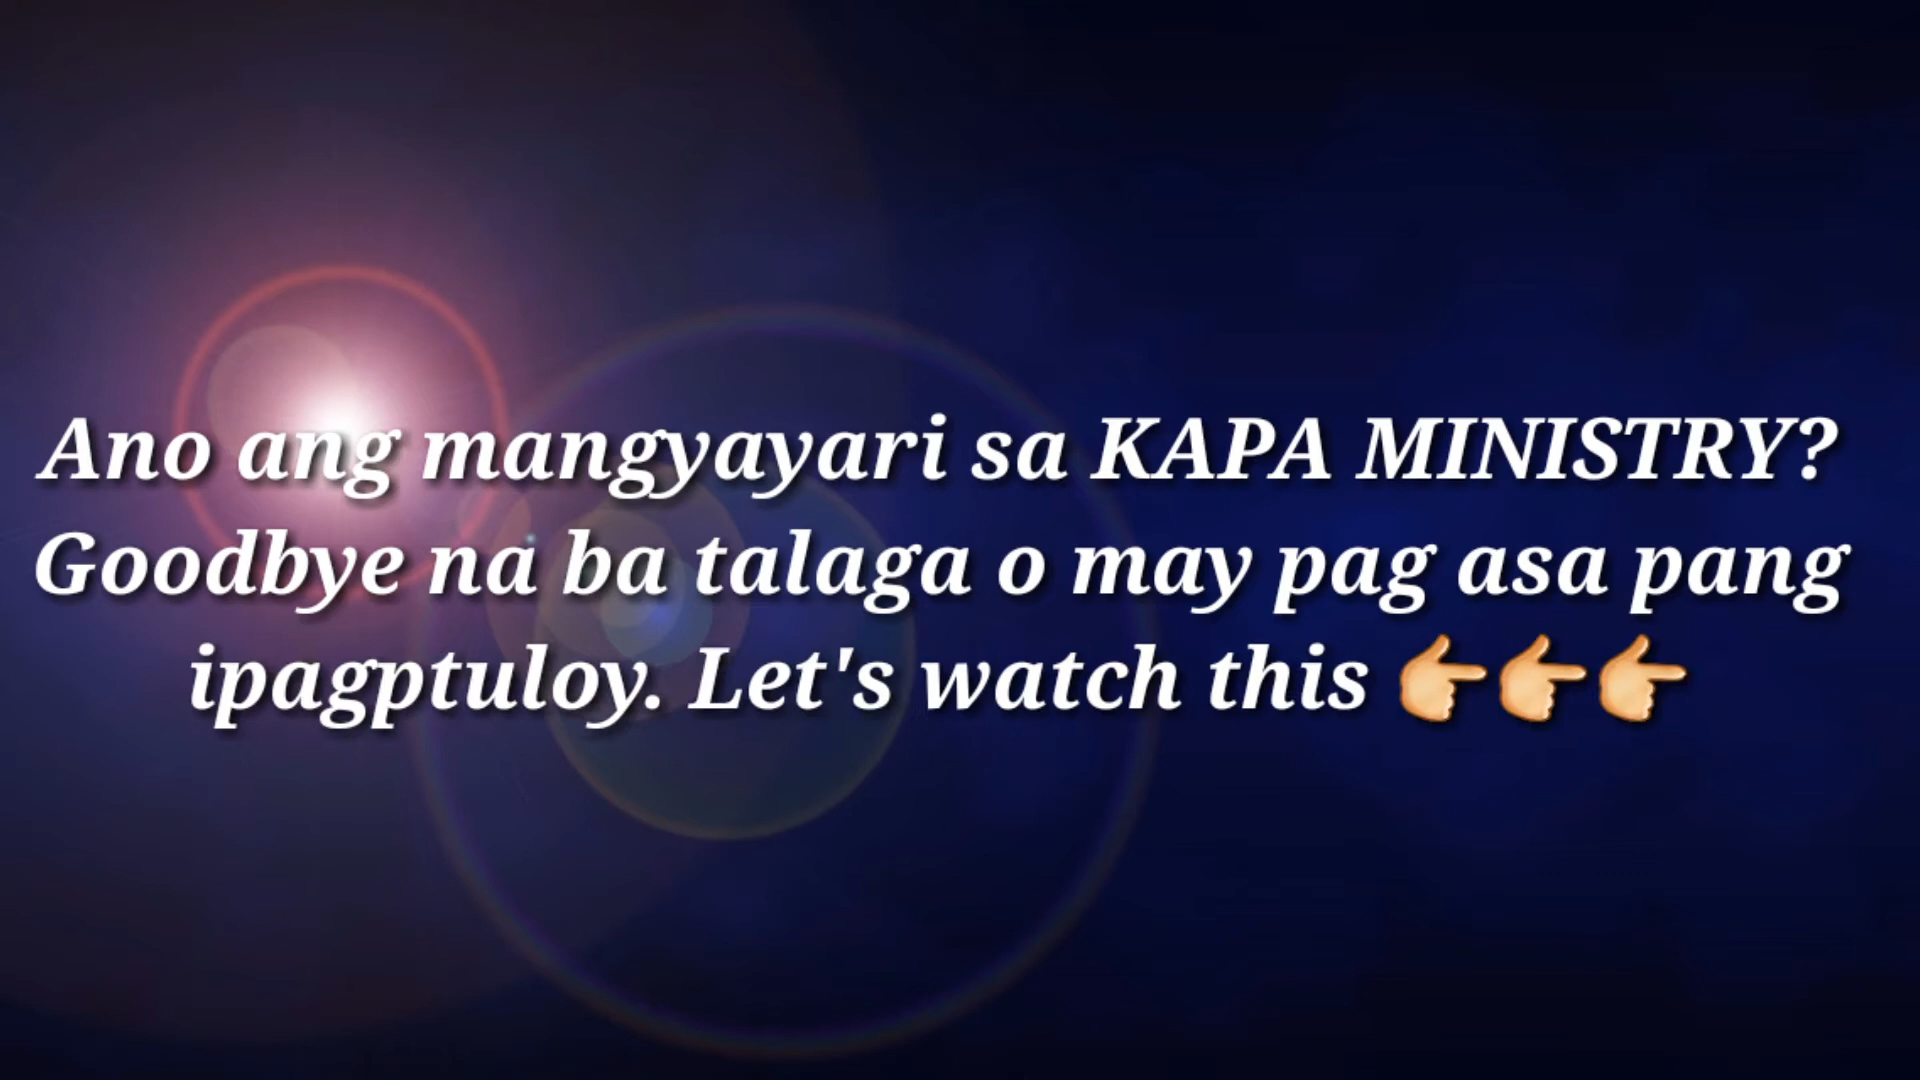 Ano ang mangyayari sa KAPA MINISTRY?
Goodbye na ba talaga o may pag asa pang
ipagptuloy. Let's watch this 👉👉👉